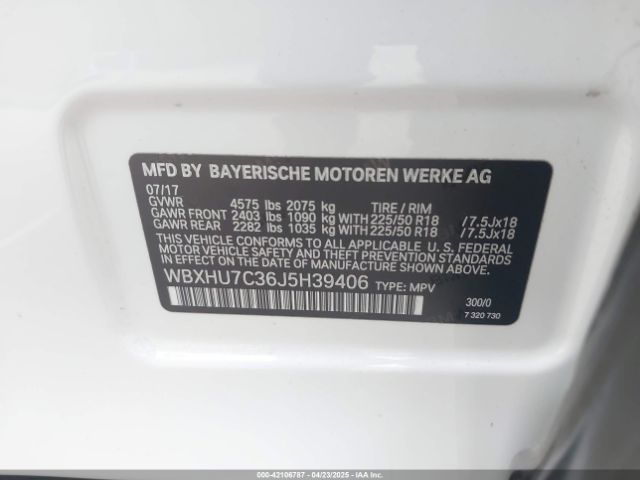 MFD BY BAYERISCHE MOTOREN WERKE AG
07/17
GVWR 4575 lbs 2075 kg TIRE / RIM
GAWR FRONT 2403 lbs 1090 kg WITH 225/50 R18 /7.5Jx18
GAWR REAR 2282 lbs 1035 kg WITH 225/50 R18 /7.5Jx18
THIS VEHICLE CONFORMS TO ALL APPLICABLE U. S. FEDERAL
MOTOR VEHICLE SAFETY AND THEFT PREVENTION STANDARDS
IN EFFECT ON THE DATE OF MANUFACTURE SHOWN ABOVE.
WBXHU7C36J5H39406 TYPE: MPV
300/0
7 320 730
000-42106787 - 04/23/2025 - IAAI.COM